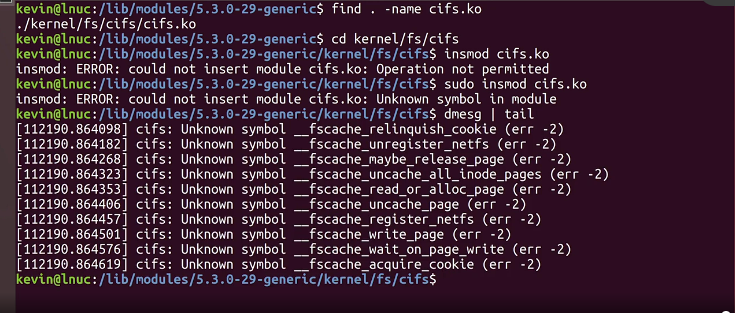 kevin@lnuc:/lib/modules/5.3.0-29-generic$ find . -name cifs.ko
./kernel/fs/cifs/cifs.ko
kevin@lnuc:/lib/modules/5.3.0-29-generic$ cd kernel/fs/cifs
kevin@lnuc:/lib/modules/5.3.0-29-generic/kernel/fs/cifs$ insmod cifs.ko
insmod: ERROR: could not insert module cifs.ko: Operation not permitted
kevin@lnuc:/lib/modules/5.3.0-29-generic/kernel/fs/cifs$ sudo insmod cifs.ko
insmod: ERROR: could not insert module cifs.ko: Unknown symbol in module
kevin@lnuc:/lib/modules/5.3.0-29-generic/kernel/fs/cifs$ dmesg | tail
[112190.864098] cifs: Unknown symbol __fscache_relinquish_cookie (err -2)
[112190.864182] cifs: Unknown symbol __fscache_unregister_netfs (err -2)
[112190.864268] cifs: Unknown symbol __fscache_maybe_release_page (err -2)
[112190.864323] cifs: Unknown symbol __fscache_uncache_all_inode_pages (err -2)
[112190.864353] cifs: Unknown symbol __fscache_read_or_alloc_page (err -2)
[112190.864406] cifs: Unknown symbol __fscache_uncache_page (err -2)
[112190.864457] cifs: Unknown symbol __fscache_register_netfs (err -2)
[112190.864501] cifs: Unknown symbol __fscache_write_page (err -2)
[112190.864576] cifs: Unknown symbol __fscache_wait_on_page_write (err -2)
[112190.864619] cifs: Unknown symbol __fscache_acquire_cookie (err -2)
kevin@lnuc:/lib/modules/5.3.0-29-generic/kernel/fs/cifs$